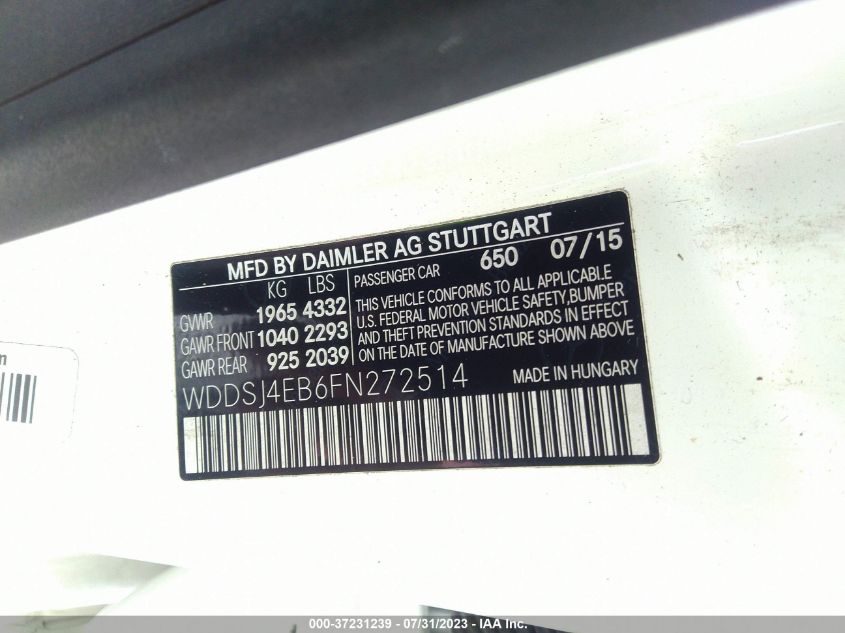 MFD BY DAIMLER AG STUTTGART
KG LBS
GVWR 1965 4332
GAWR FRONT 1040 2293
GAWR REAR 925 2039
PASSENGER CAR 650 07/15
THIS VEHICLE CONFORMS TO ALL APPLICABLE
U.S. FEDERAL MOTOR VEHICLE SAFETY,BUMPER
AND THEFT PREVENTION STANDARDS IN EFFECT
ON THE DATE OF MANUFACTURE SHOWN ABOVE
WDDSJ4EB6FN272514 MADE IN HUNGARY
000-37231239 - 07/31/2023 - IAA Inc.